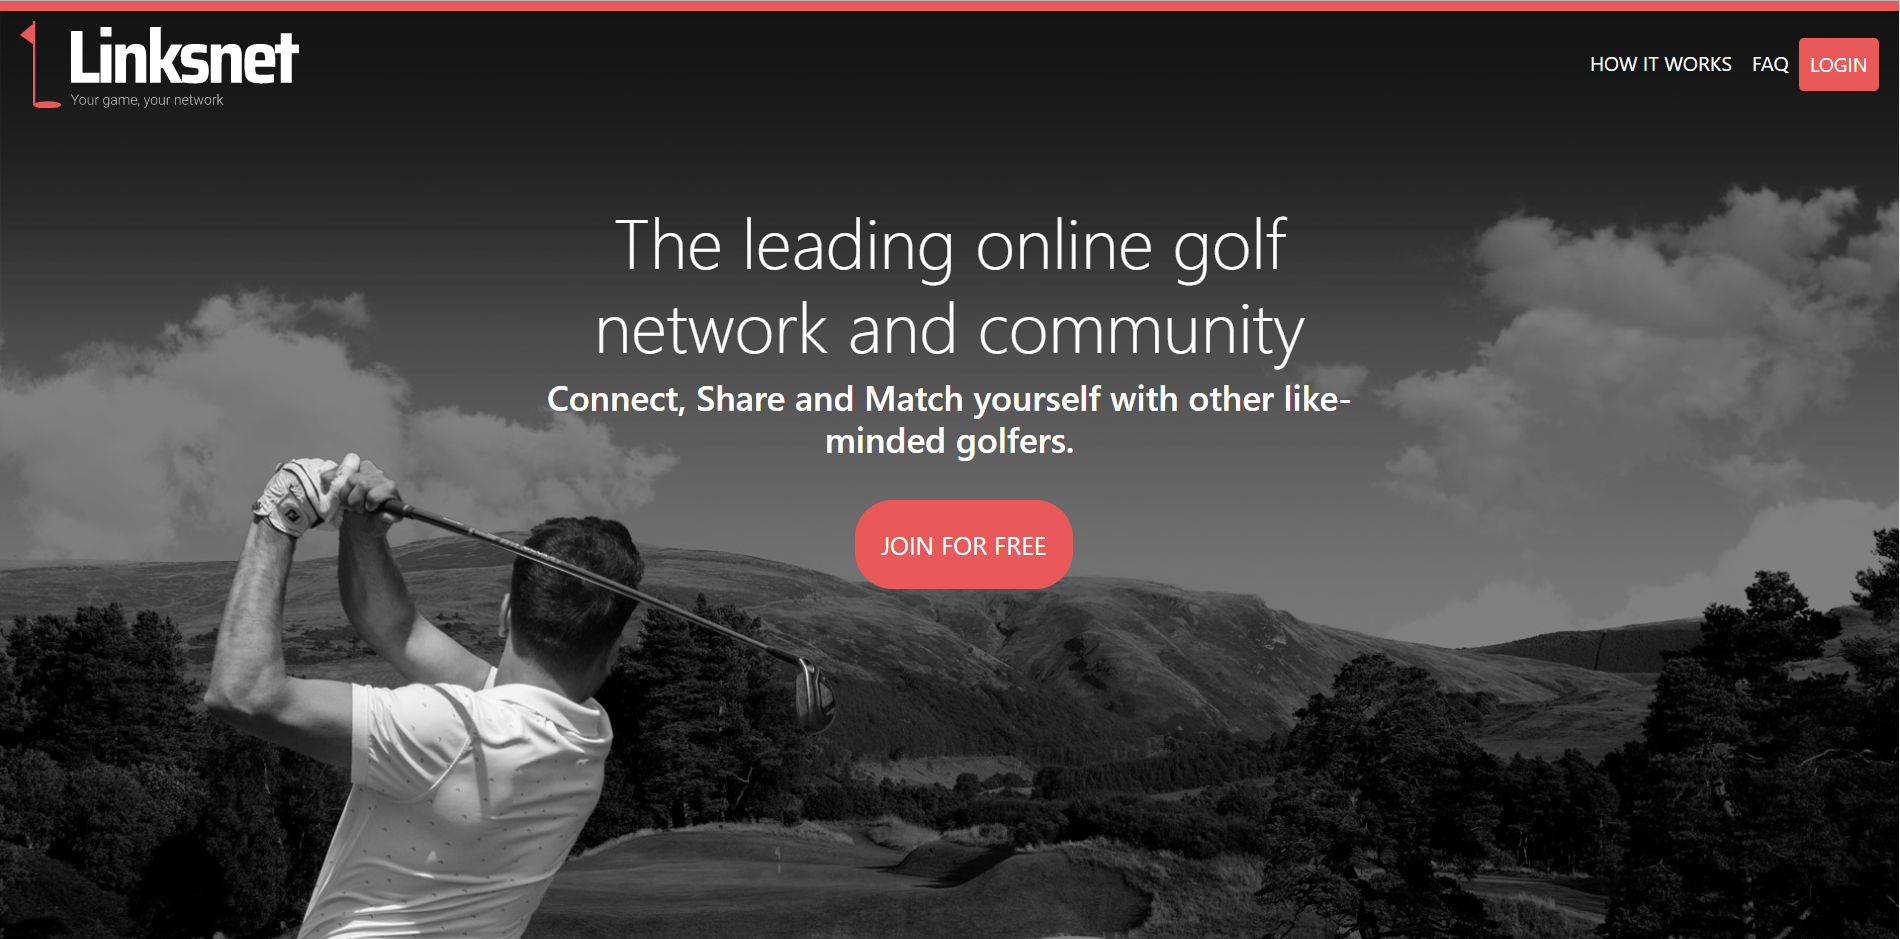 Linksnet
Your game, your network
HOW IT WORKS
FAQ
LOGIN
The leading online golf
network and community
Connect, Share and Match yourself with other like-
minded golfers.
JOIN FOR FREE